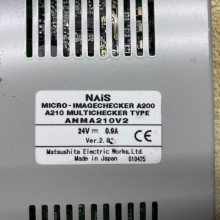 NAiS
MICRO-IMAGECHECKER A200
A210 MULTICHECKER TYPE
ANMA210V2
24V ⎓ 0.9A
Ver.2.
Matsushita Electric Works,Ltd.
Made in Japan 010425